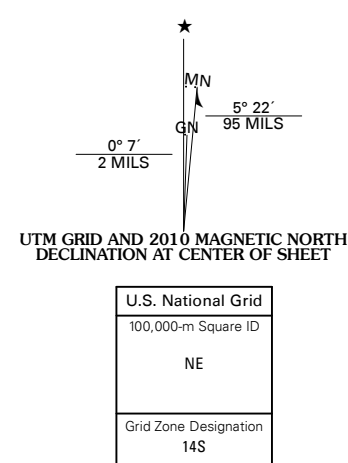 ★
MN
5° 22´
95 MILS
GN
0° 7´
2 MILS
UTM GRID AND 2010 MAGNETIC NORTH
DECLINATION AT CENTER OF SHEET
U.S. National Grid
100,000-m Square ID
NE
Grid Zone Designation
14S